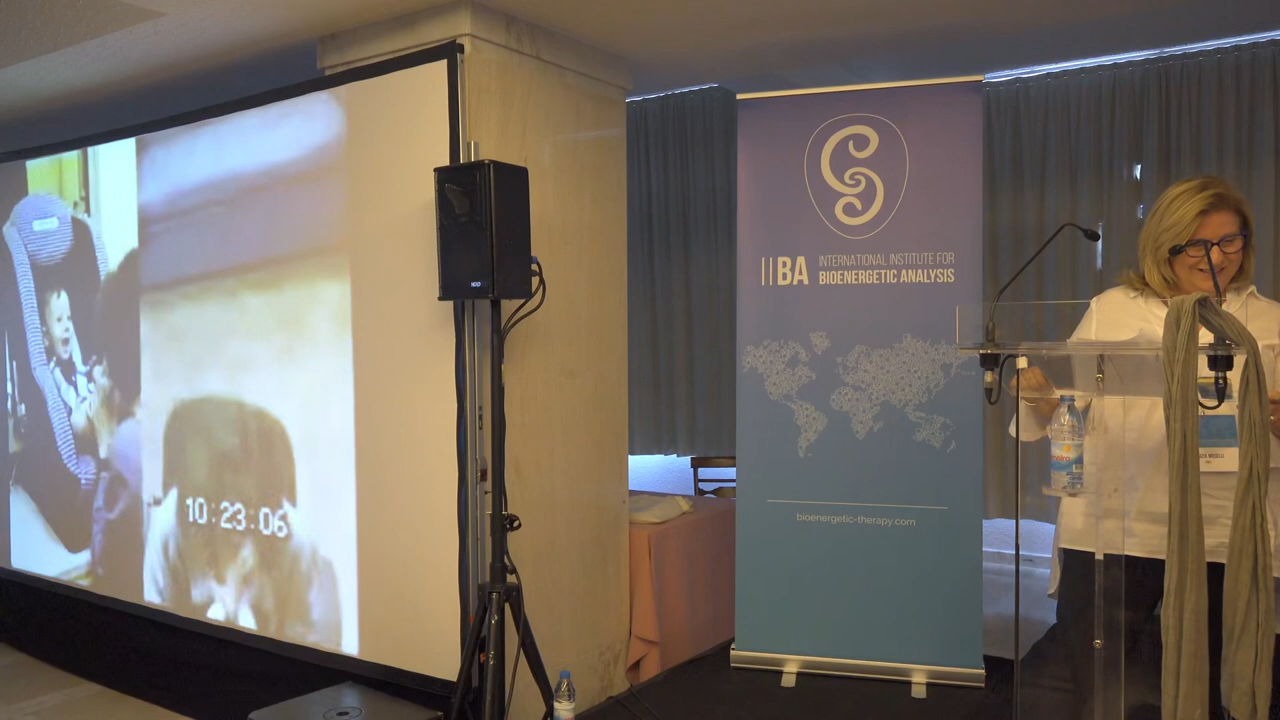 10:23:06
IIBA
INTERNATIONAL INSTITUTE FOR
BIOENERGETIC ANALYSIS
bioenergetic-therapy.com